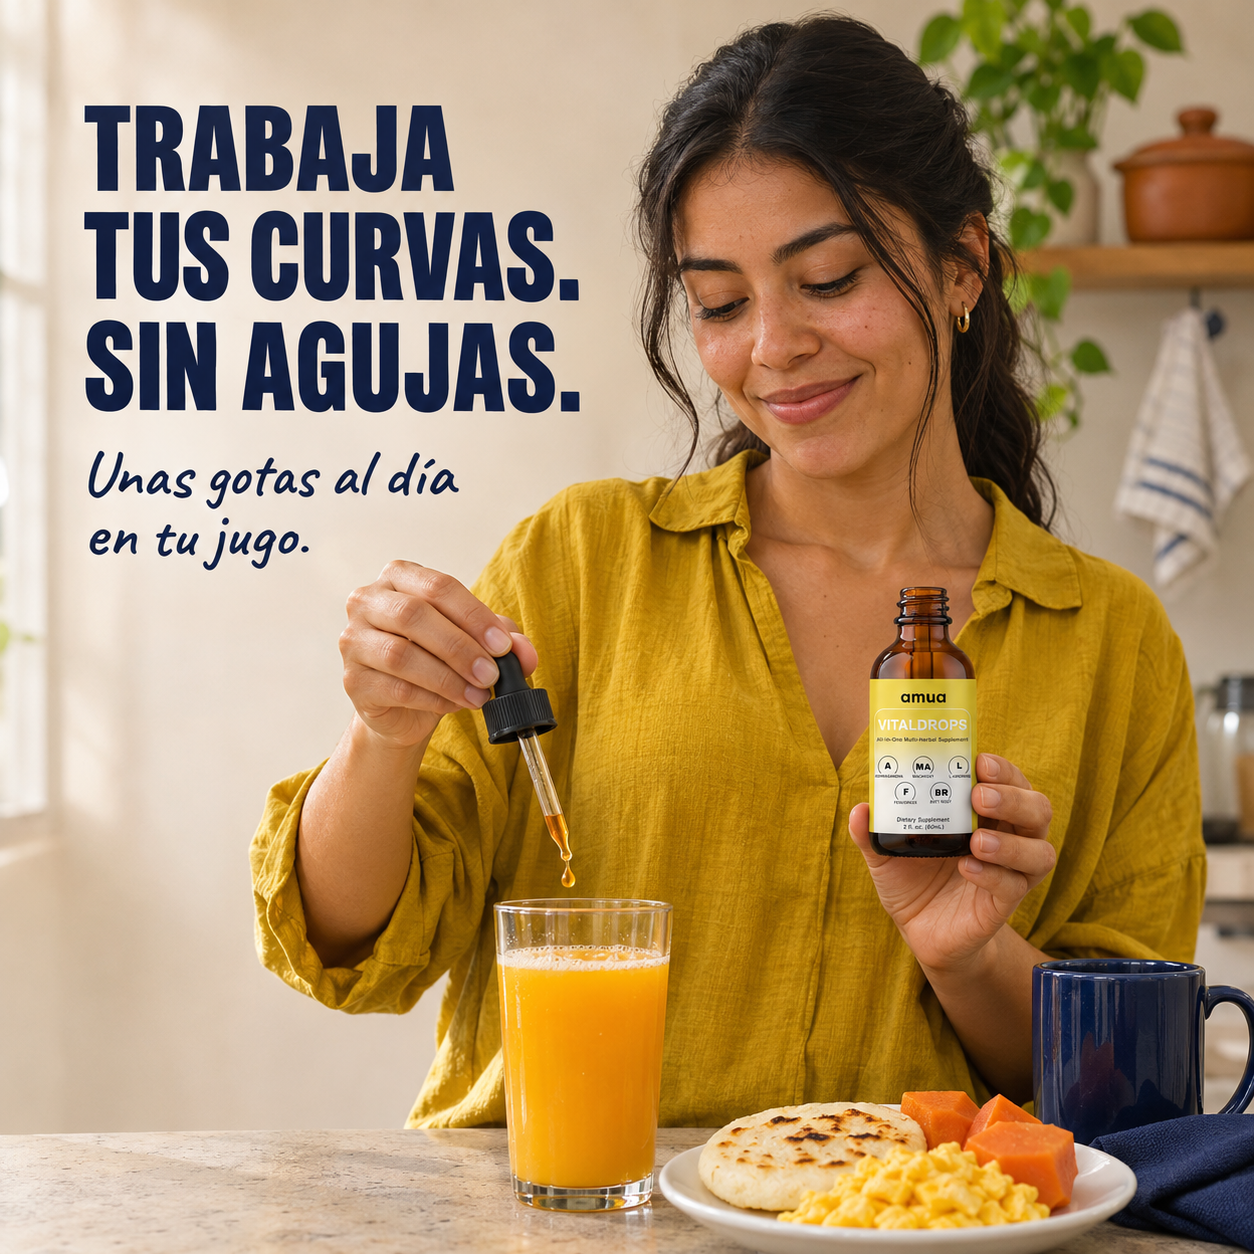 TRABAJA
TUS CURVAS.
SIN AGUJAS.
Unas gotas al día
en tu jugo.
amua
VITALDROPS
All-in-One Multi-Herbal Supplement
A
MA
L
F
BR
Dietary Supplement
2 fl. oz. (60mL)